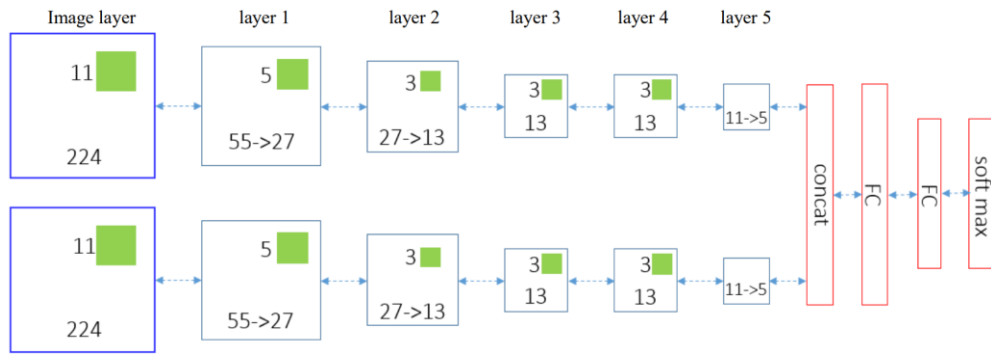 Image layer layer 1 layer 2 layer 3 layer 4 layer 5
11 5 3 3 3
224 55->27 27->13 13 13 11->5
concat FC FC soft max
11 5 3 3 3
224 55->27 27->13 13 13 11->5